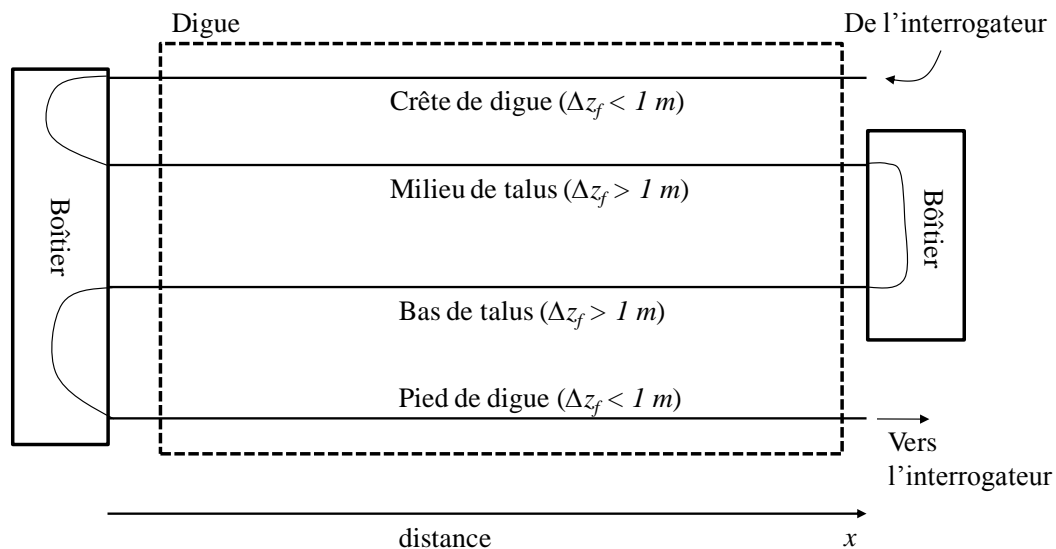 Digue
De l’interrogateur
Crête de digue (Δz_f < 1 m)
Milieu de talus (Δz_f > 1 m)
Boîtier
Bôîtier
Bas de talus (Δz_f > 1 m)
Pied de digue (Δz_f < 1 m)
Vers
l’interrogateur
distance
x